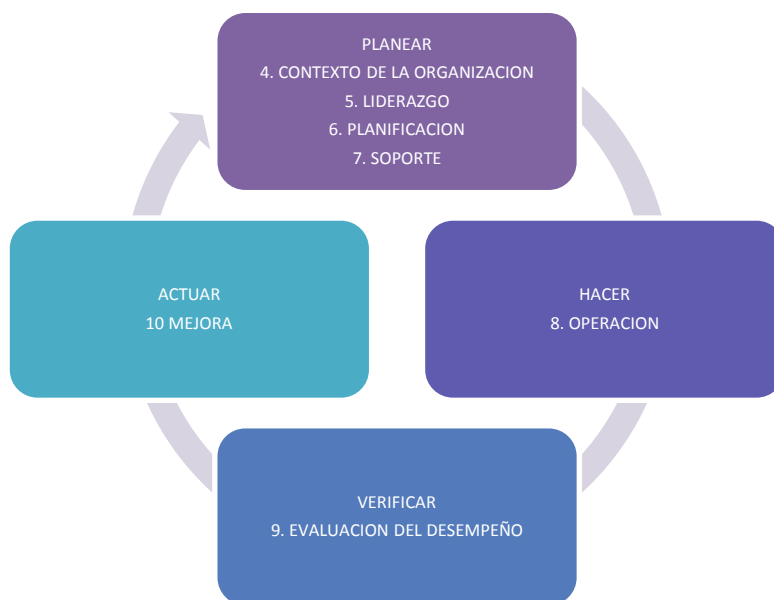 PLANEAR
4. CONTEXTO DE LA ORGANIZACION
5. LIDERAZGO
6. PLANIFICACION
7. SOPORTE
ACTUAR
10 MEJORA
HACER
8. OPERACION
VERIFICAR
9. EVALUACION DEL DESEMPEÑO